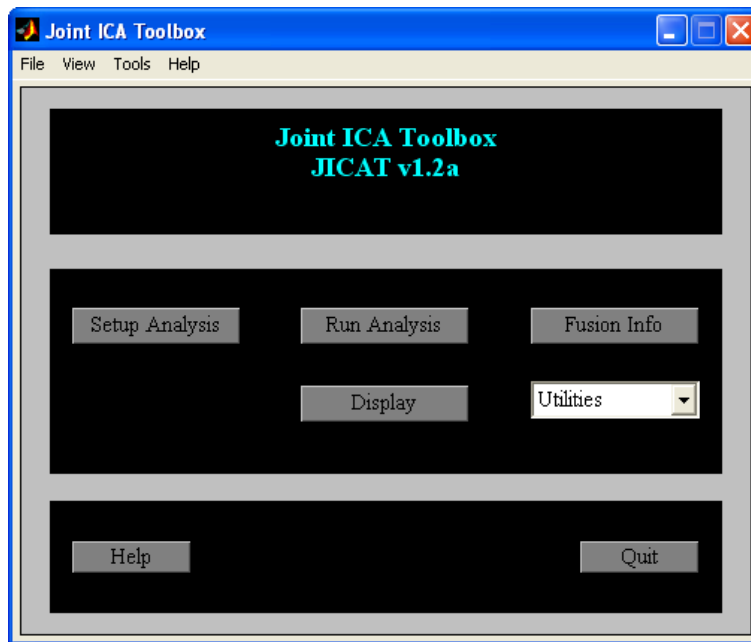 Joint ICA Toolbox
File View Tools Help
Joint ICA Toolbox
JICAT v1.2a
Setup Analysis Run Analysis Fusion Info
Display Utilities
Help Quit